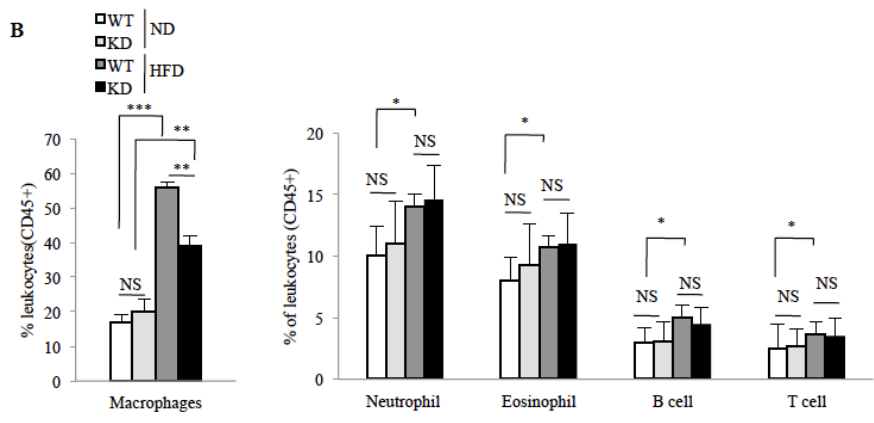 B
WT
KD
ND
WT
KD
HFD
***
**
**
NS
% leukocytes(CD45+)
70
60
50
40
30
20
10
0
Macrophages
% of leukocytes (CD45+)
20
15
10
5
0
*
NS
NS
*
NS
NS
*
NS
NS
*
NS
NS
Neutrophil
Eosinophil
B cell
T cell